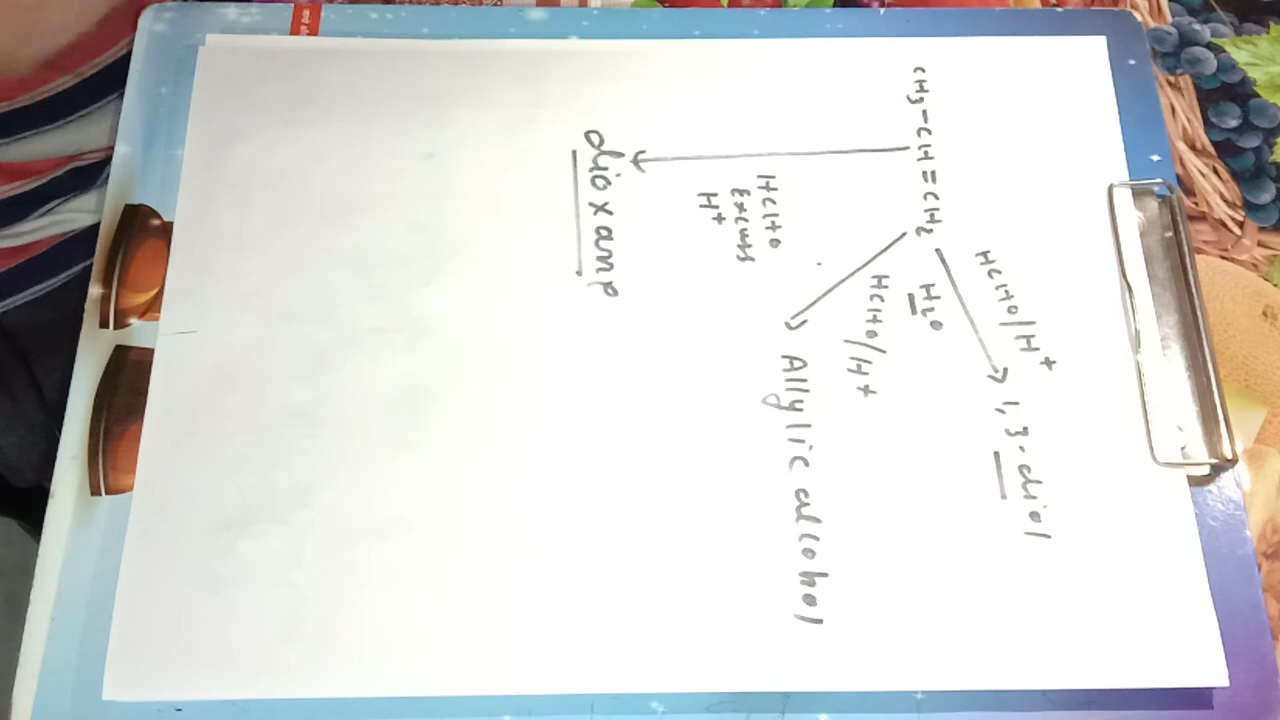 HCHO/H+
CH3-CH=CH2
H2O
1,3-diol
HCHO/H+
HCHO
Excess
H+
Allylic alcohol
dioxane